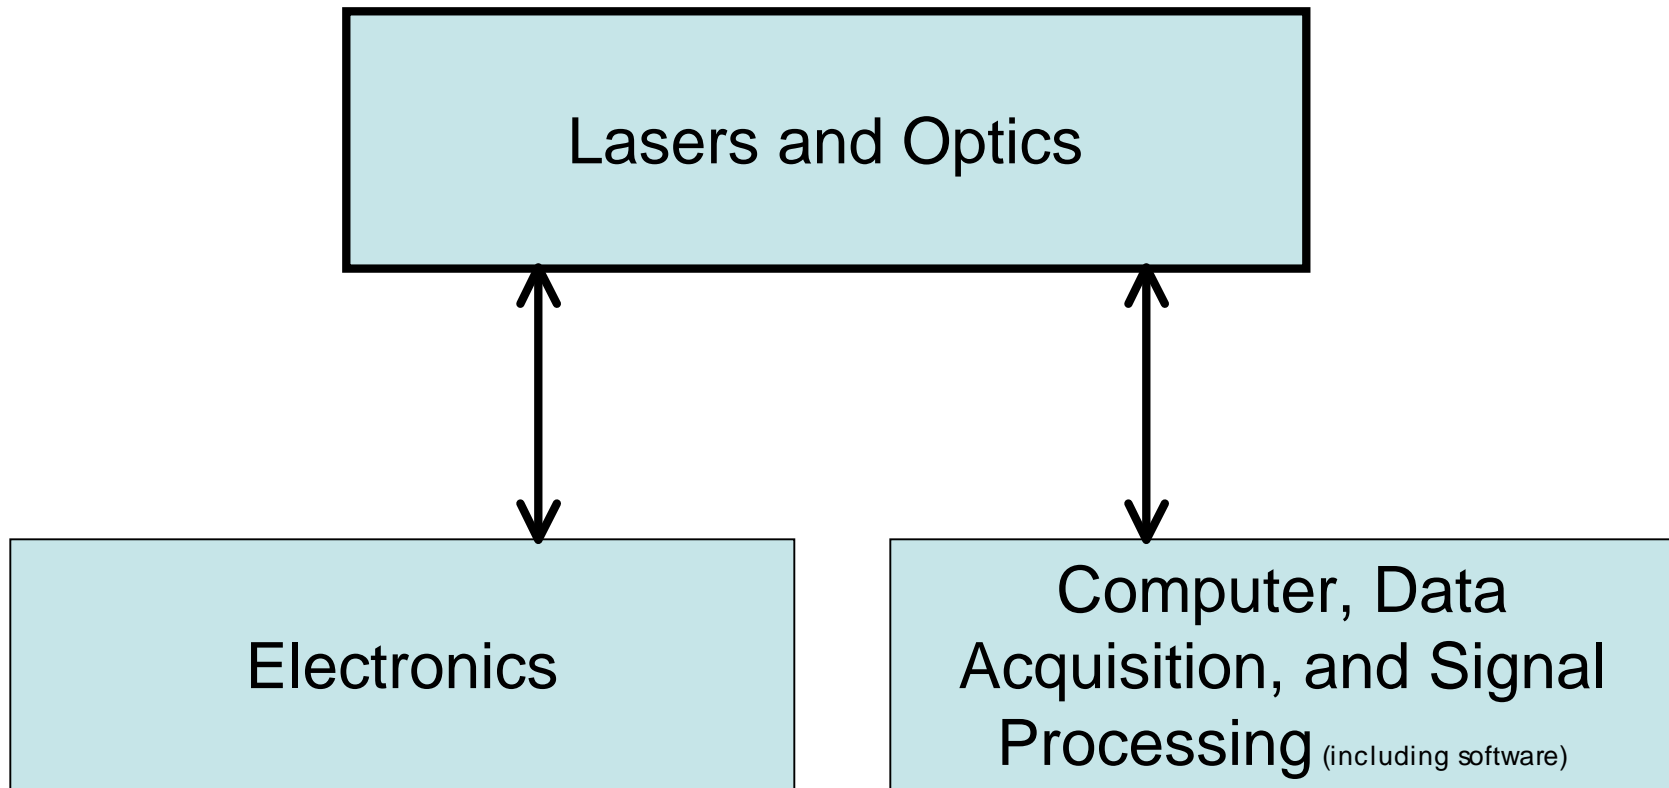 Lasers and Optics
Electronics
Computer, Data
Acquisition, and Signal
Processing (including software)